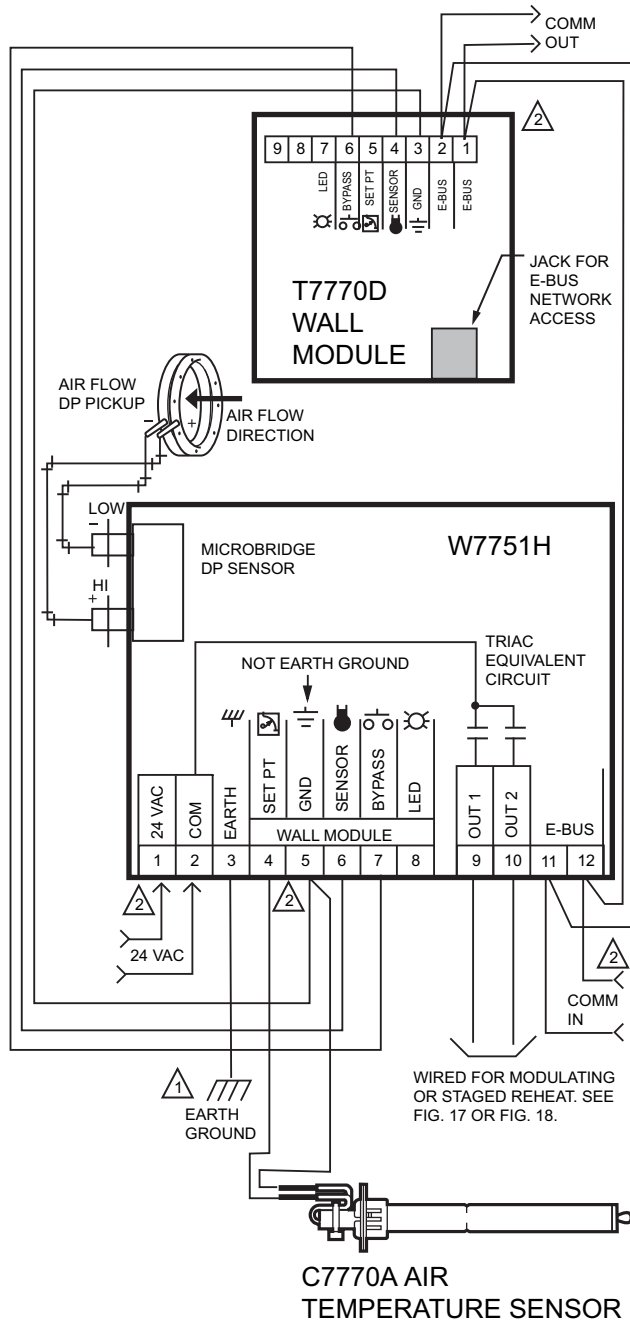 COMM
OUT
2
9 8 7 6 5 4 3 2 1
LED
BYPASS
SET PT
SENSOR
GND
E-BUS
E-BUS
JACK FOR
E-BUS
NETWORK
ACCESS
T7770D
WALL
MODULE
AIR FLOW
DP PICKUP
- +
AIR FLOW
DIRECTION
LOW
-
HI
+
MICROBRIDGE
DP SENSOR
W7751H
TRIAC
EQUIVALENT
CIRCUIT
NOT EARTH GROUND
24 VAC
COM
EARTH
SET PT
GND
SENSOR
BYPASS
LED
OUT 1
OUT 2
E-BUS
WALL MODULE
1 2 3 4 5 6 7 8 9 10 11 12
2
2
2
24 VAC
COMM
IN
1
EARTH
GROUND
WIRED FOR MODULATING
OR STAGED REHEAT. SEE
FIG. 17 OR FIG. 18.
C7770A AIR
TEMPERATURE SENSOR